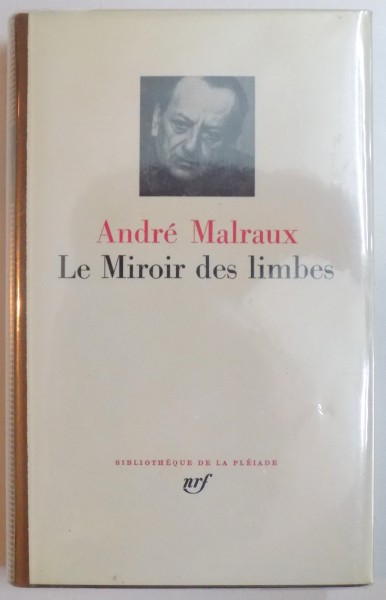 André Malraux
Le Miroir des limbes
BIBLIOTHÈQUE DE LA PLÉIADE
nrf